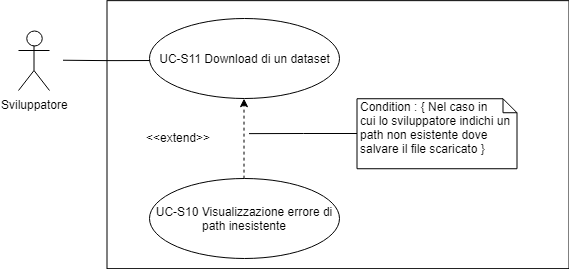 UC-S11 Download di un dataset
Sviluppatore
Condition : { Nel caso in
cui lo sviluppatore indichi un
path non esistente dove
salvare il file scaricato }
<<extend>>
UC-S10 Visualizzazione errore di
path inesistente